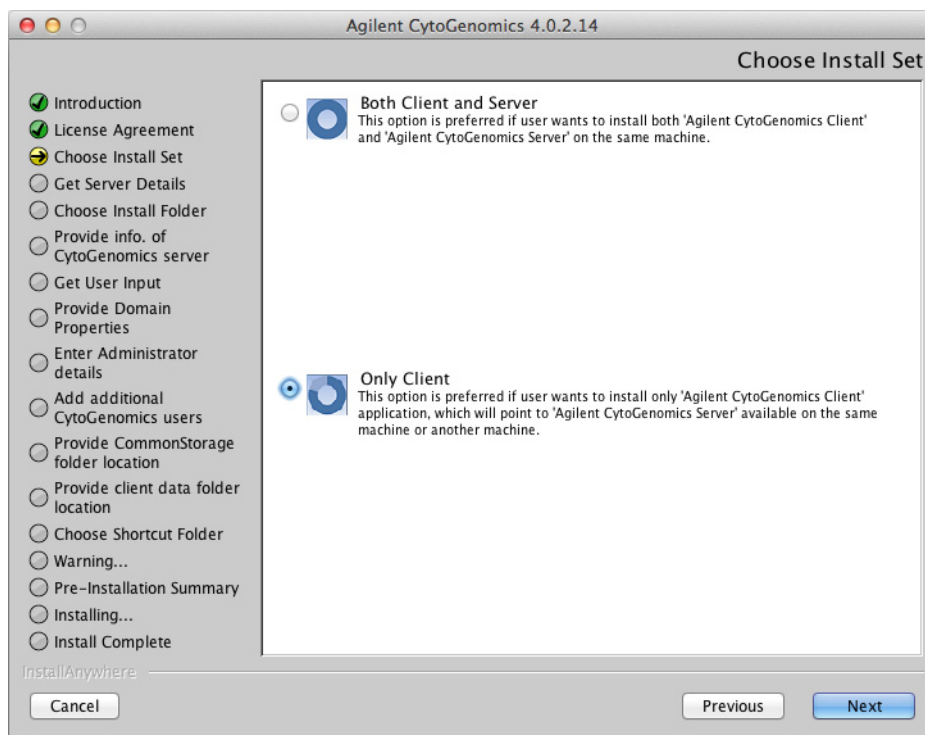 Agilent CytoGenomics 4.0.2.14
Choose Install Set
Introduction
License Agreement
Choose Install Set
Get Server Details
Choose Install Folder
Provide info. of
CytoGenomics server
Get User Input
Provide Domain
Properties
Enter Administrator
details
Add additional
CytoGenomics users
Provide CommonStorage
folder location
Provide client data folder
location
Choose Shortcut Folder
Warning...
Pre-Installation Summary
Installing...
Install Complete
Both Client and Server
This option is preferred if user wants to install both 'Agilent CytoGenomics Client'
and 'Agilent CytoGenomics Server' on the same machine.
Only Client
This option is preferred if user wants to install only 'Agilent CytoGenomics Client'
application, which will point to 'Agilent CytoGenomics Server' available on the same
machine or another machine.
InstallAnywhere
Cancel
Previous
Next